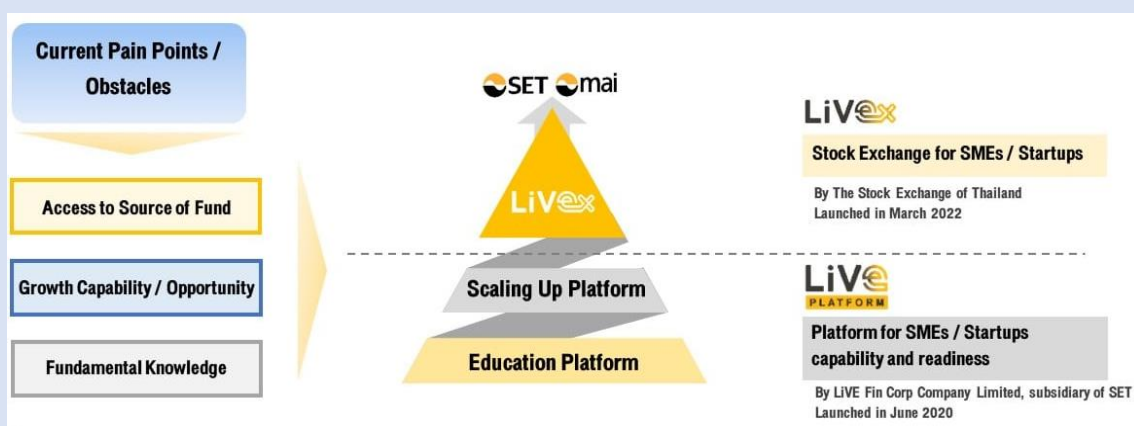 Current Pain Points /
Obstacles
Access to Source of Fund
Growth Capability / Opportunity
Fundamental Knowledge
SET mai
LiVEx
Scaling Up Platform
Education Platform
LiVEx
Stock Exchange for SMEs / Startups
By The Stock Exchange of Thailand
Launched in March 2022
LiVE
PLATFORM
Platform for SMEs / Startups
capability and readiness
By LiVE Fin Corp Company Limited, subsidiary of SET
Launched in June 2020